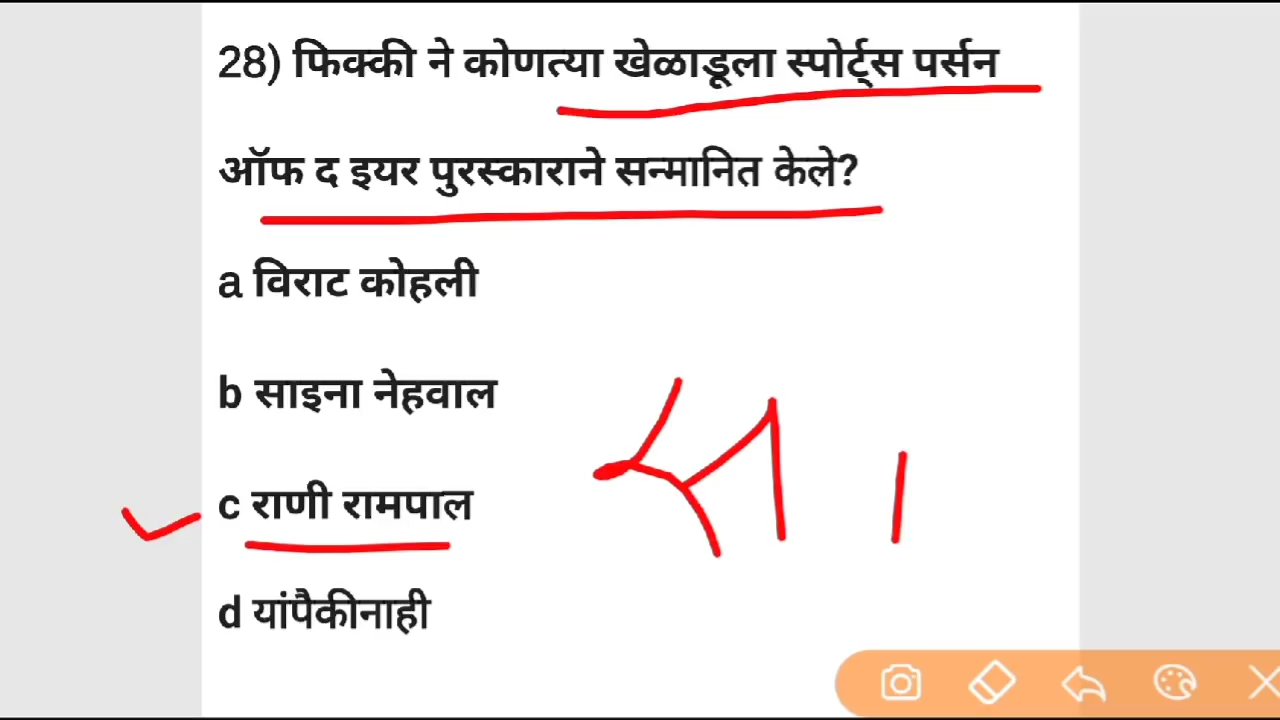 28) फिक्की ने कोणत्या खेळाडूला स्पोर्ट्स पर्सन
ऑफ द इयर पुरस्काराने सन्मानित केले?
a विराट कोहली
b साइना नेहवाल
c राणी रामपाल
d यांपैकीनाही